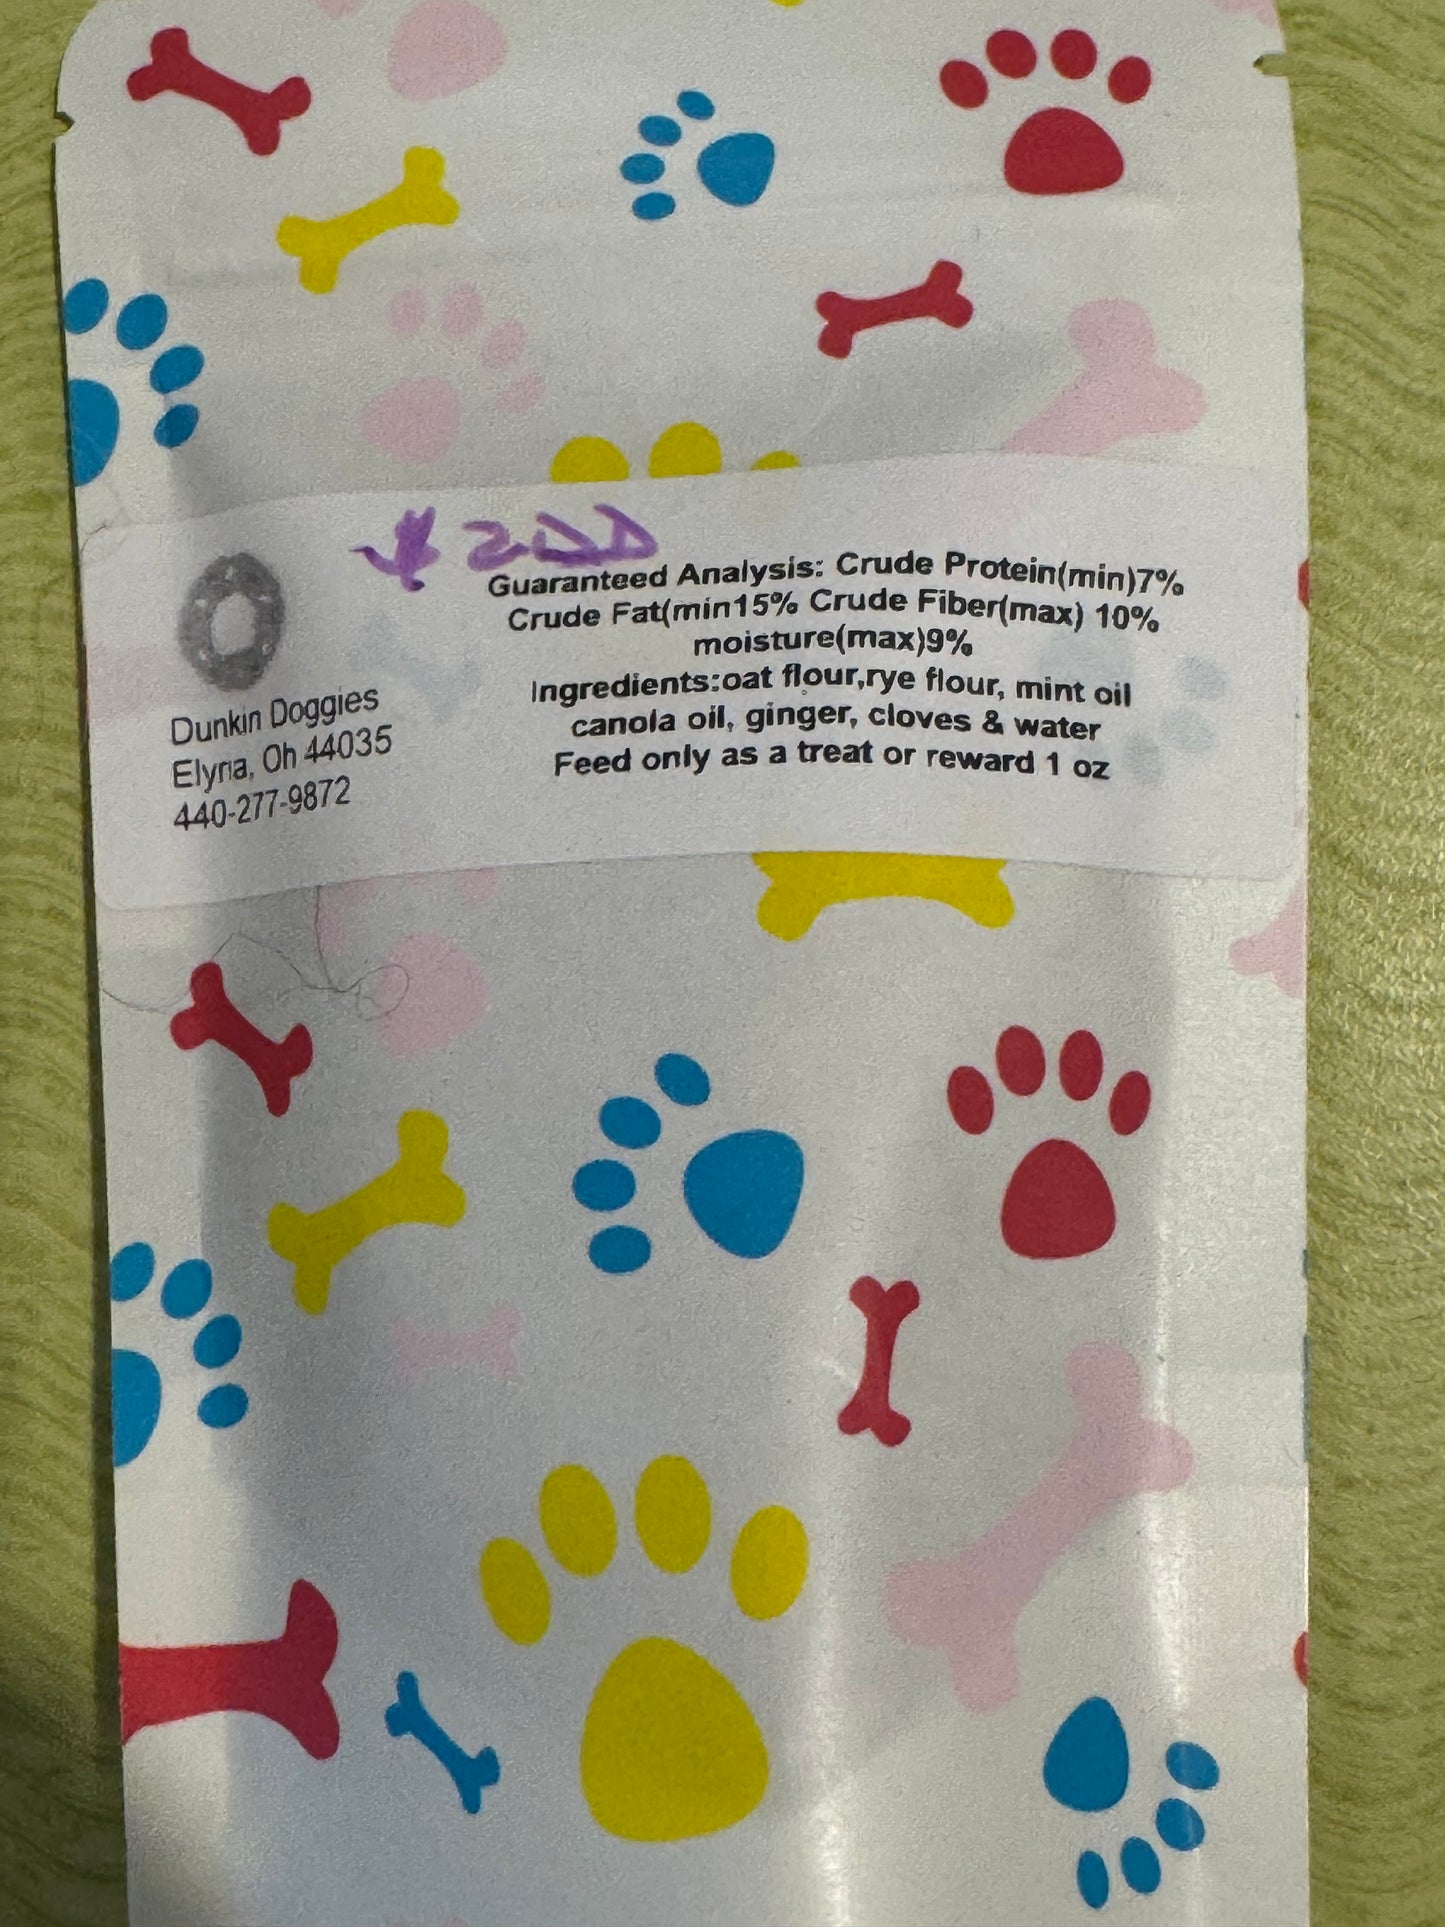 Guaranteed Analysis: Crude Protein(min)7%
Crude Fat(min15% Crude Fiber(max) 10%
moisture(max)9%
Ingredients:oat flour,rye flour, mint oil
canola oil, ginger, cloves & water
Feed only as a treat or reward 1 oz
Dunkin Doggies
Elyria, Oh 44035
440-277-9872